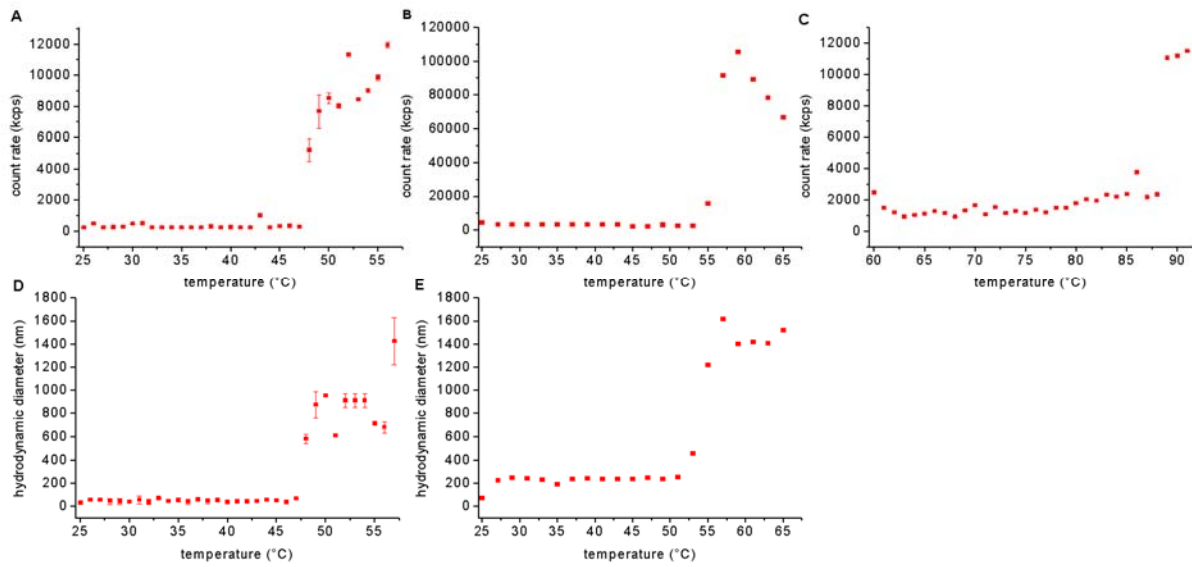 A
12000
10000
8000
6000
4000
2000
0
count rate (kcps)
25 30 35 40 45 50 55
temperature (°C)
B
120000
100000
80000
60000
40000
20000
0
count rate (kcps)
25 30 35 40 45 50 55 60 65
temperature (°C)
C
12000
10000
8000
6000
4000
2000
0
count rate (kcps)
60 65 70 75 80 85 90
temperature (°C)
D
1800
1600
1400
1200
1000
800
600
400
200
0
hydrodynamic diameter (nm)
25 30 35 40 45 50 55
temperature (°C)
E
1800
1600
1400
1200
1000
800
600
400
200
0
hydrodynamic diameter (nm)
25 30 35 40 45 50 55 60 65
temperature (°C)